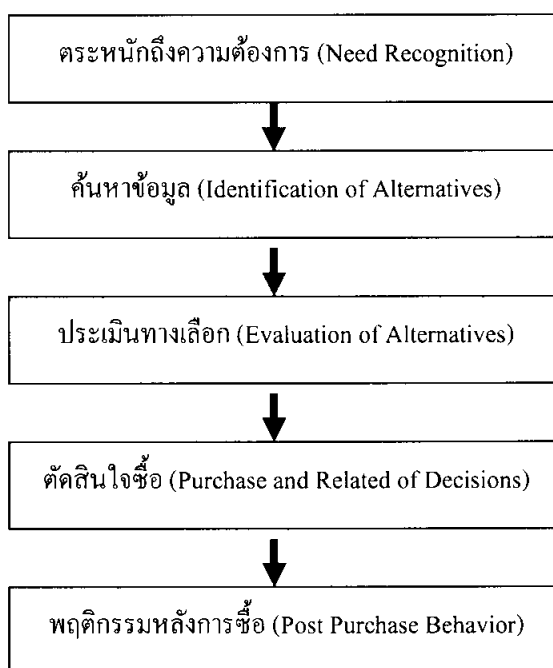 ตระหนักถึงความต้องการ (Need Recognition)
ค้นหาข้อมูล (Identification of Alternatives)
ประเมินทางเลือก (Evaluation of Alternatives)
ตัดสินใจซื้อ (Purchase and Related of Decisions)
พฤติกรรมหลังการซื้อ (Post Purchase Behavior)